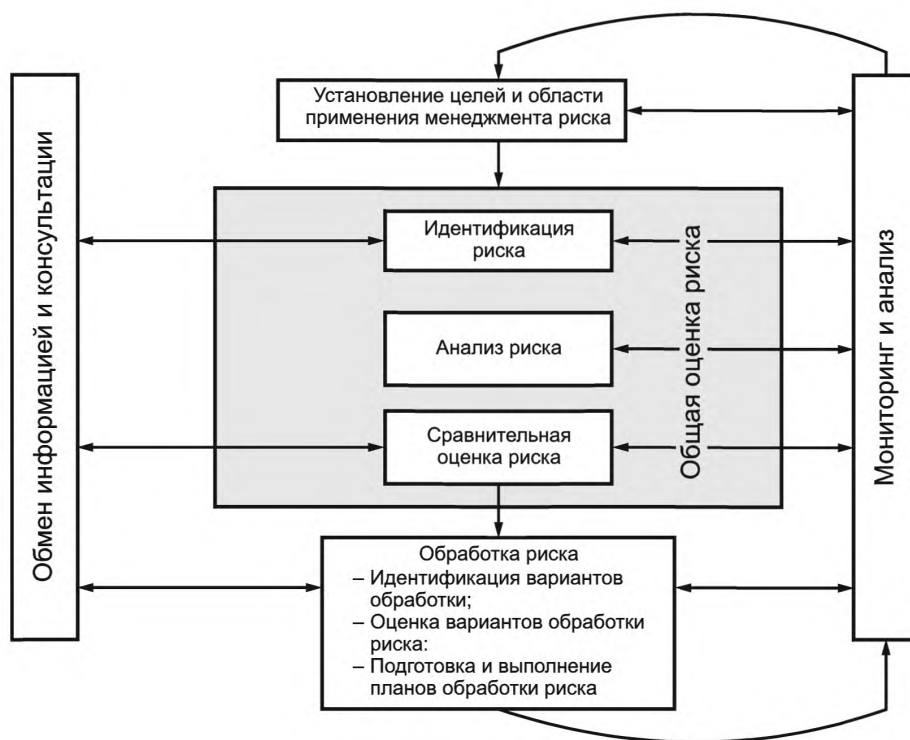 Установление целей и области
применения менеджмента риска
Обмен информацией и консультации
Идентификация
риска
Анализ риска
Сравнительная
оценка риска
Общая оценка риска
Мониторинг и анализ
Обработка риска
– Идентификация вариантов
обработки;
– Оценка вариантов обработки
риска:
– Подготовка и выполнение
планов обработки риска